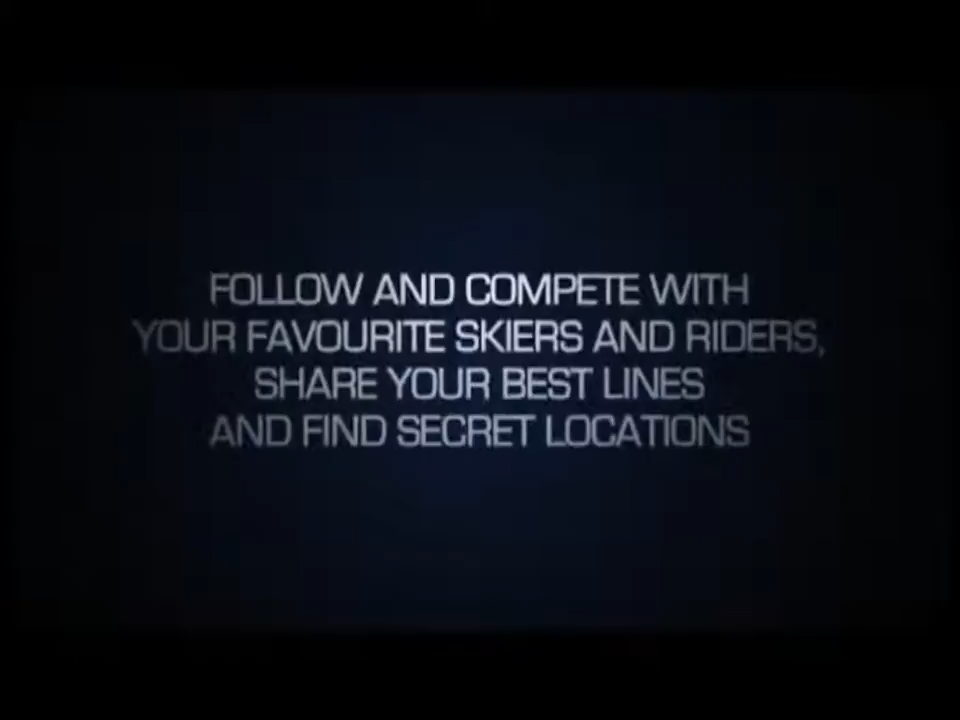 FOLLOW AND COMPETE WITH
YOUR FAVOURITE SKIERS AND RIDERS,
SHARE YOUR BEST LINES
AND FIND SECRET LOCATIONS